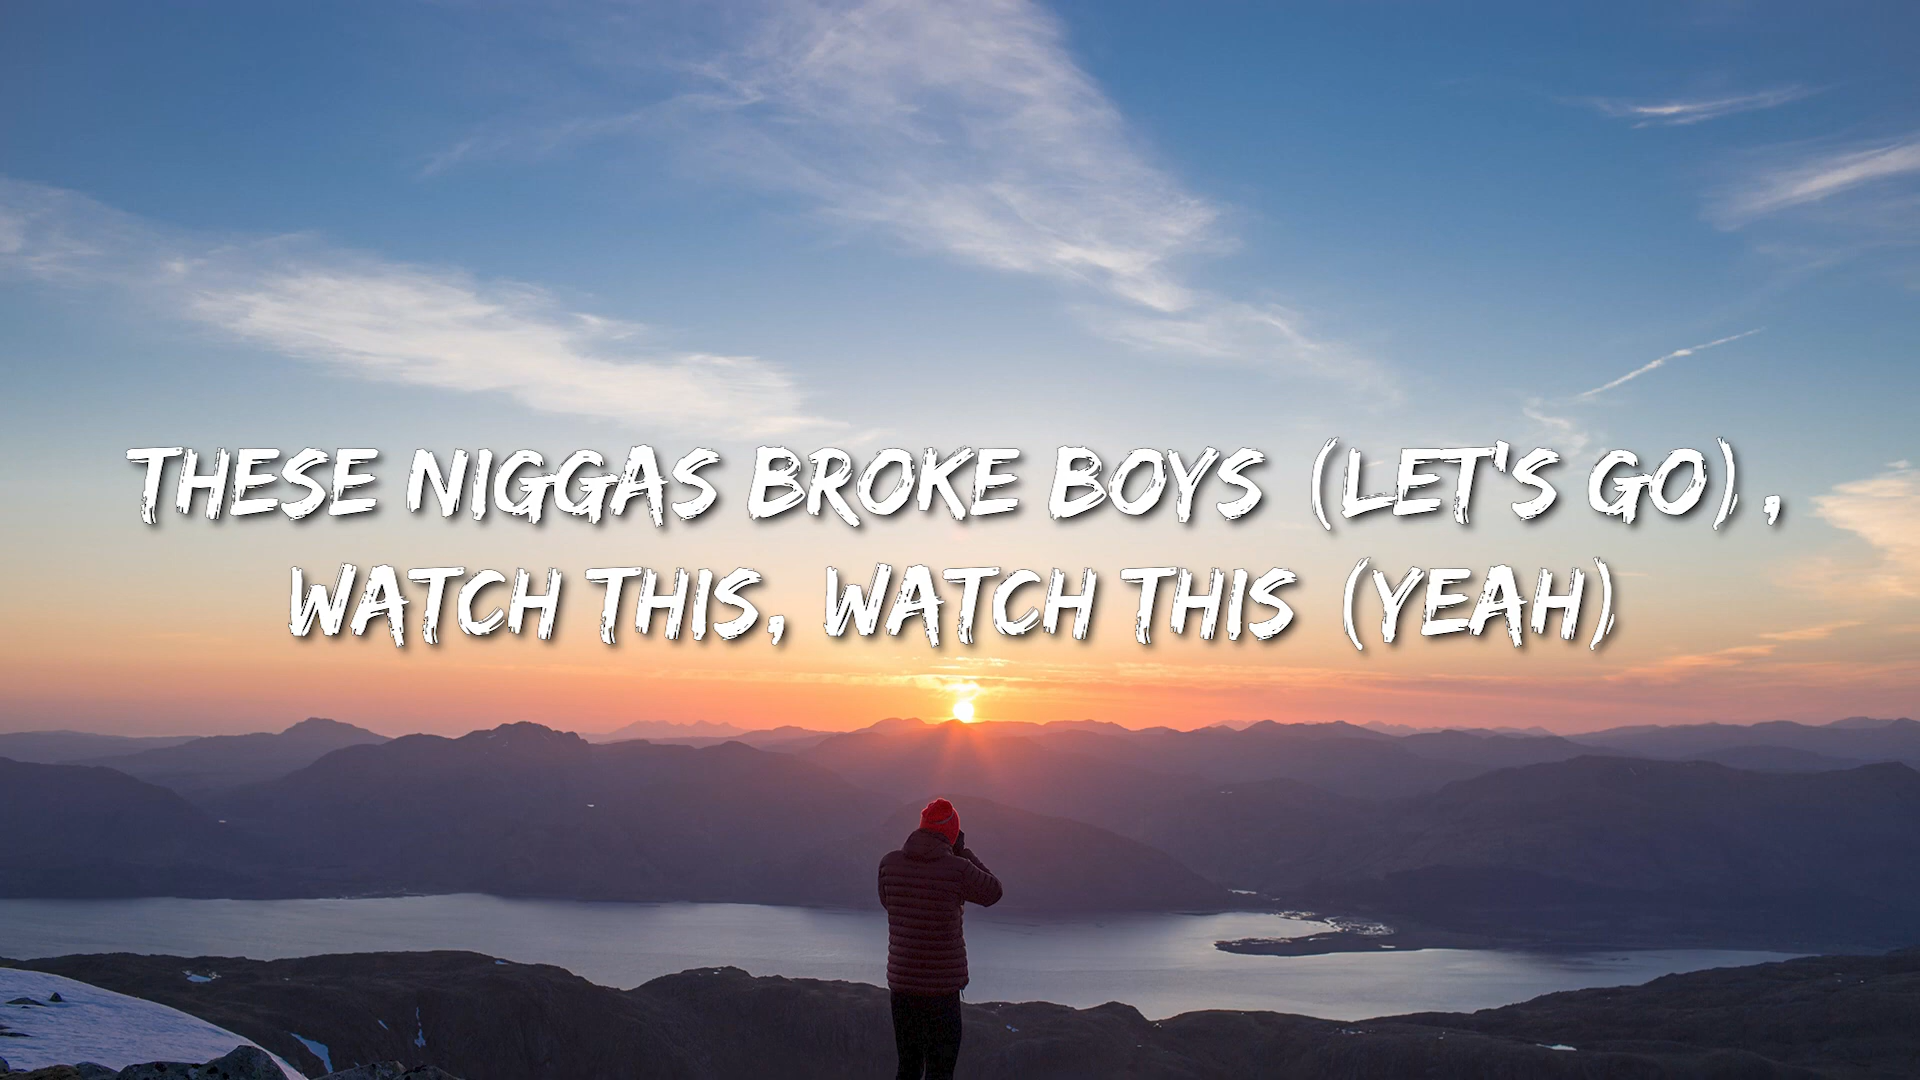 THESE NIGGAS BROKE BOYS (LET'S GO),
WATCH THIS, WATCH THIS (YEAH)